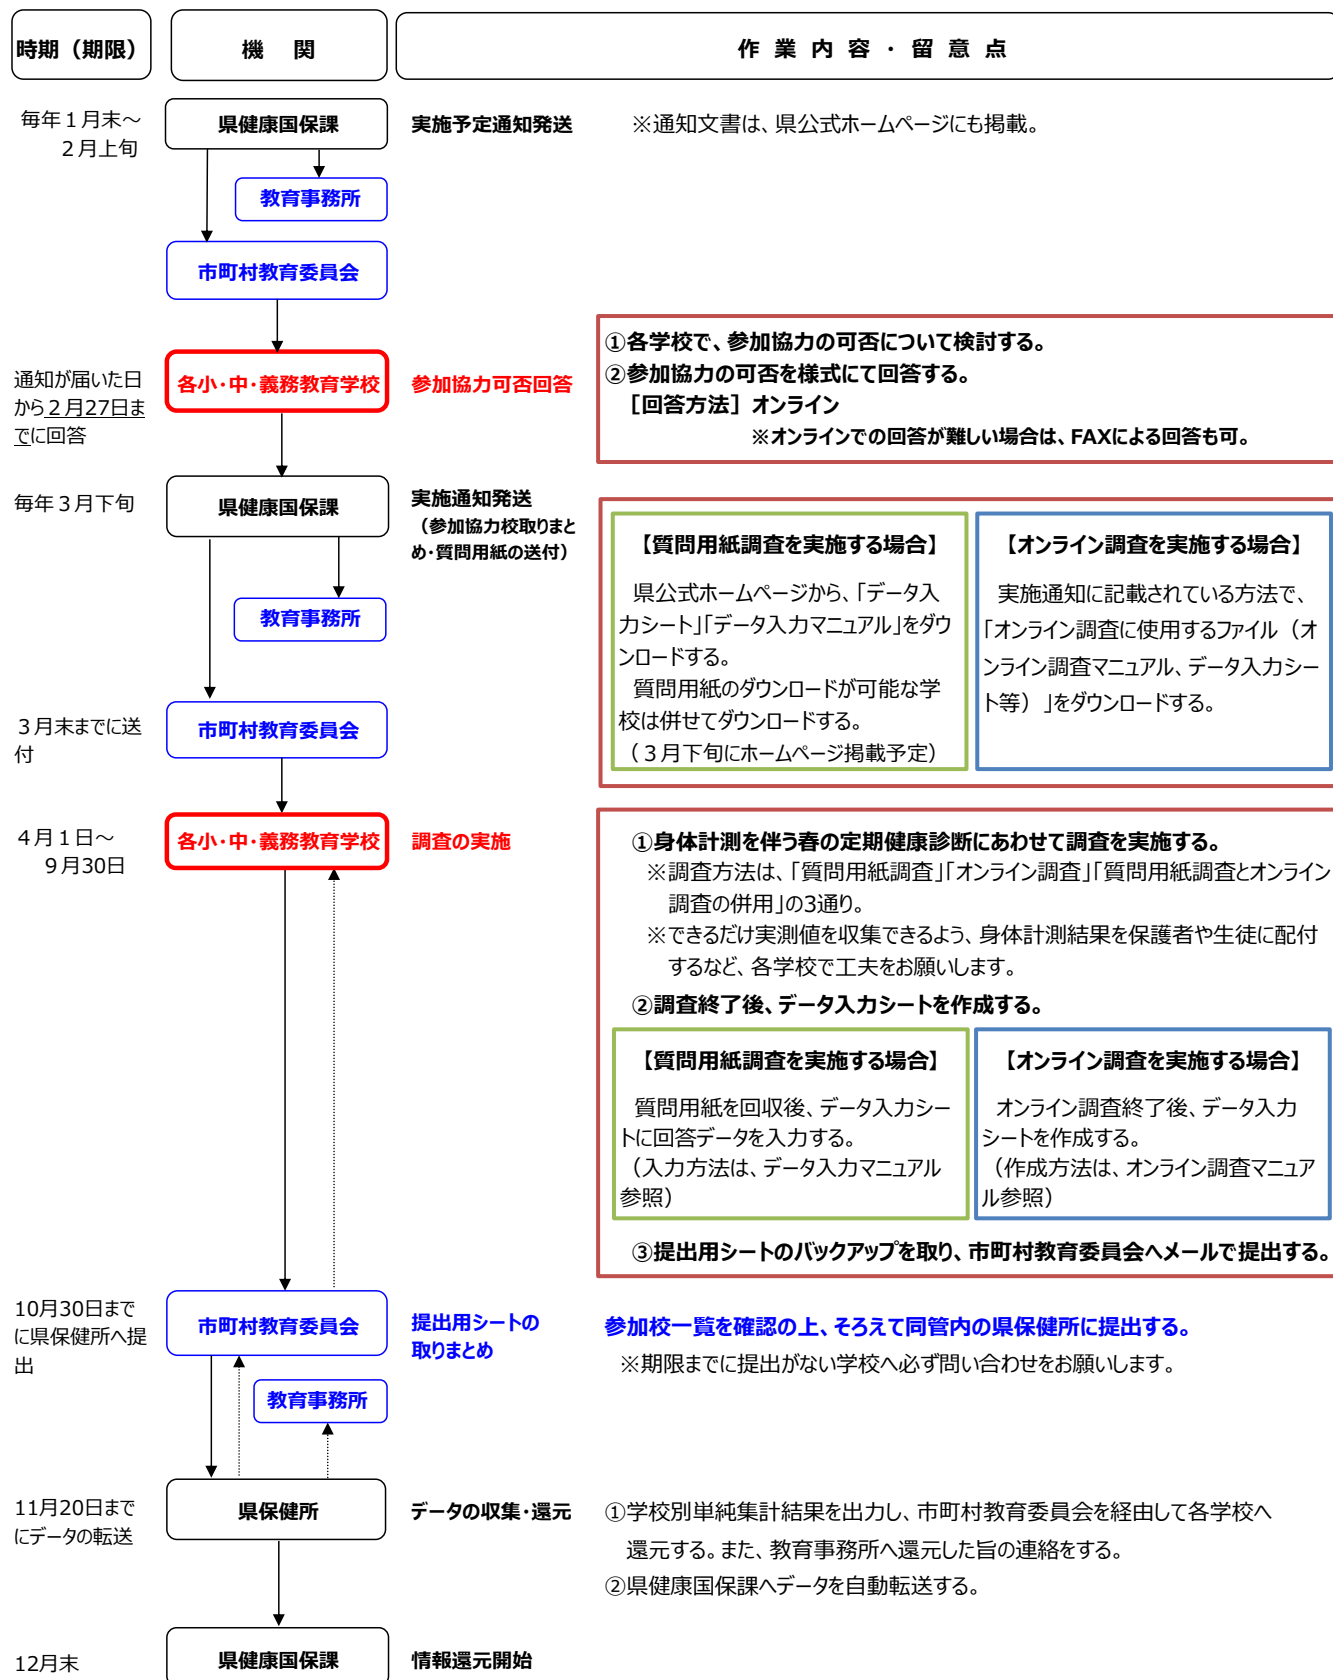 時期（期限）
機　関
作 業 内 容 ・ 留 意 点
毎年１月末～
２月上旬
県健康国保課
実施予定通知発送
※通知文書は、県公式ホームページにも掲載。
教育事務所
市町村教育委員会
通知が届いた日
から２月27日ま
でに回答
各小・中・義務教育学校
参加協力可否回答
①各学校で、参加協力の可否について検討する。
②参加協力の可否を様式にて回答する。
［回答方法］オンライン
※オンラインでの回答が難しい場合は、FAXによる回答も可。
毎年３月下旬
県健康国保課
実施通知発送
（参加協力校取りまと
め・質問用紙の送付）
教育事務所
【質問用紙調査を実施する場合】
県公式ホームページから、「データ入
力シート」「データ入力マニュアル」をダウ
ンロードする。
質問用紙のダウンロードが可能な学
校は併せてダウンロードする。
（３月下旬にホームページ掲載予定）
【オンライン調査を実施する場合】
実施通知に記載されている方法で、
「オンライン調査に使用するファイル（オ
ンライン調査マニュアル、データ入力シー
ト等）」をダウンロードする。
３月末までに送
付
市町村教育委員会
４月１日～
９月30日
各小・中・義務教育学校
調査の実施
①身体計測を伴う春の定期健康診断にあわせて調査を実施する。
※調査方法は、「質問用紙調査」「オンライン調査」「質問用紙調査とオンライン
調査の併用」の3通り。
※できるだけ実測値を収集できるよう、身体計測結果を保護者や生徒に配付
するなど、各学校で工夫をお願いします。
②調査終了後、データ入力シートを作成する。
【質問用紙調査を実施する場合】
質問用紙を回収後、データ入力シー
トに回答データを入力する。
（入力方法は、データ入力マニュアル
参照）
【オンライン調査を実施する場合】
オンライン調査終了後、データ入力
シートを作成する。
（作成方法は、オンライン調査マニュア
ル参照）
③提出用シートのバックアップを取り、市町村教育委員会へメールで提出する。
10月30日まで
に県保健所へ提
出
市町村教育委員会
提出用シートの
取りまとめ
参加校一覧を確認の上、そろえて同管内の県保健所に提出する。
※期限までに提出がない学校へ必ず問い合わせをお願いします。
教育事務所
11月20日まで
にデータの転送
県保健所
データの収集・還元
①学校別単純集計結果を出力し、市町村教育委員会を経由して各学校へ
還元する。また、教育事務所へ還元した旨の連絡をする。
②県健康国保課へデータを自動転送する。
12月末
県健康国保課
情報還元開始